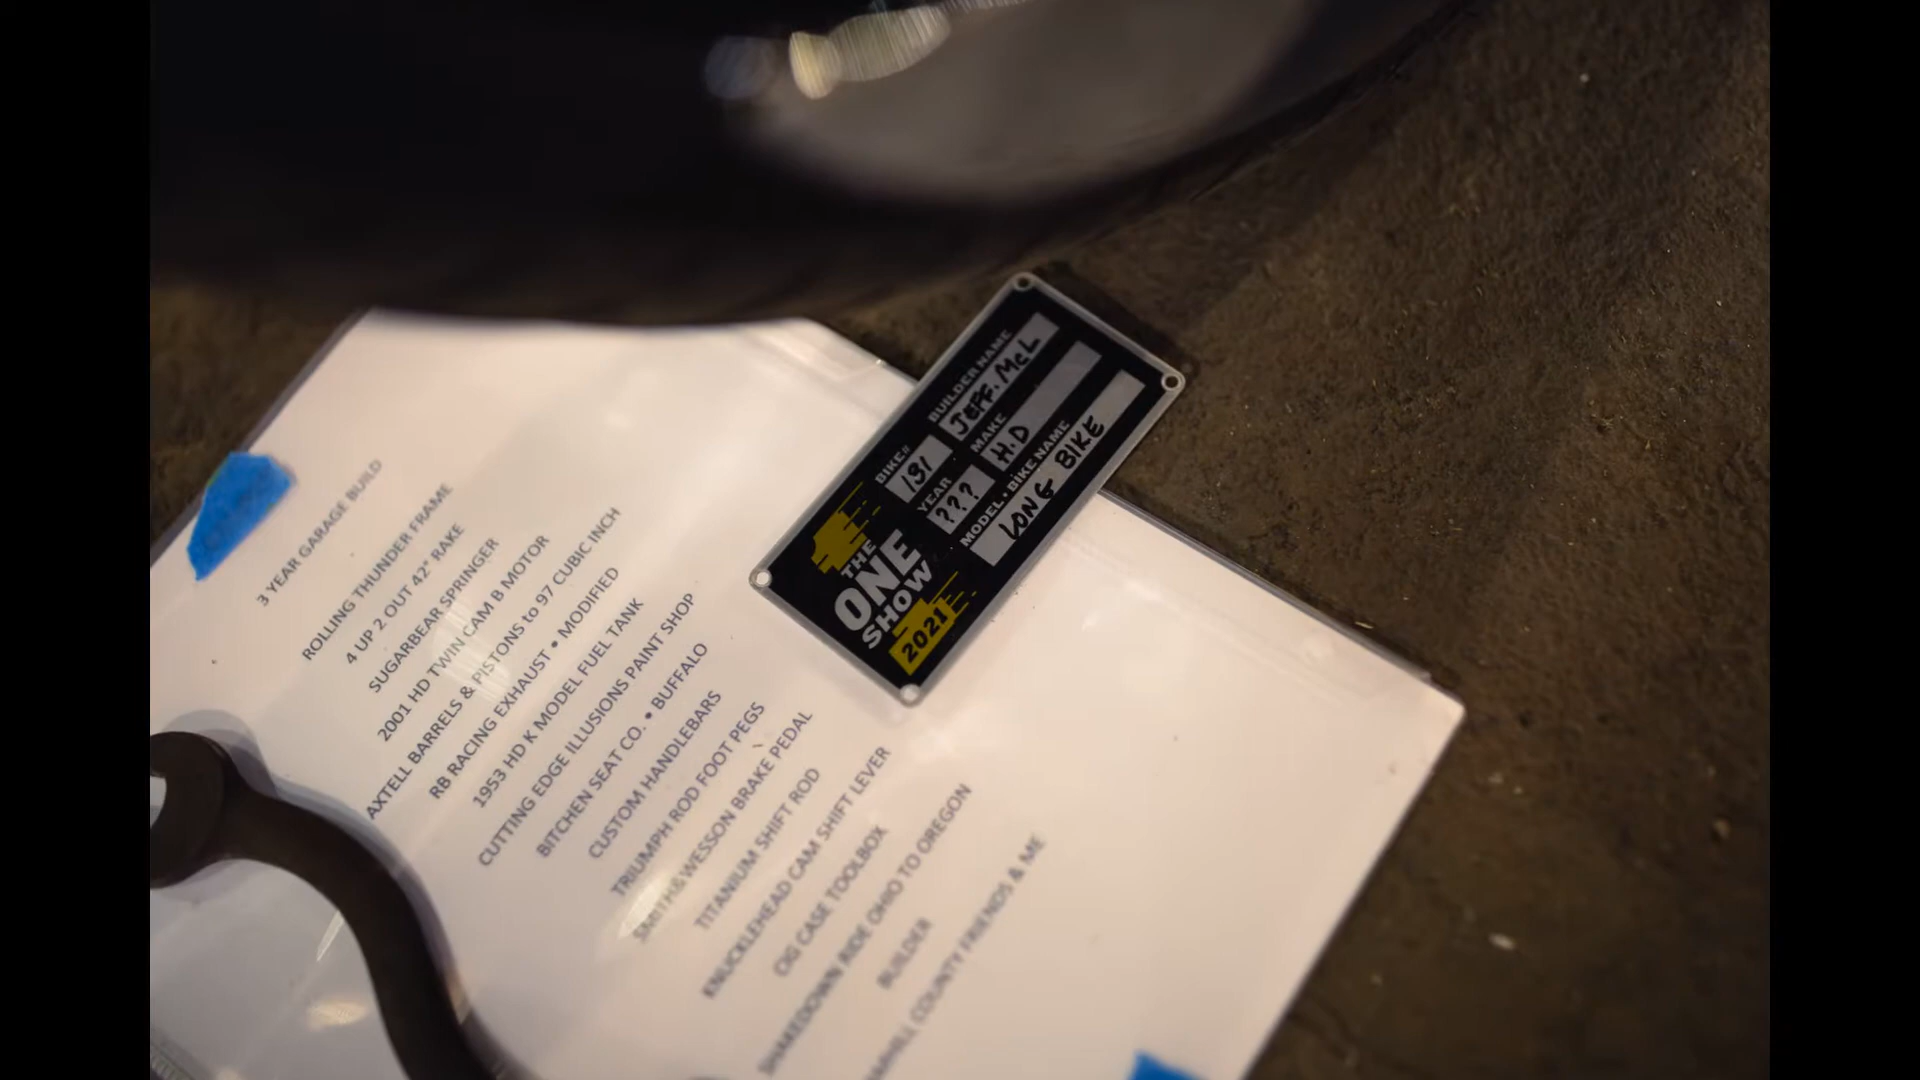 BUILDER NAME
JEFF. McL
BIKE#
191
MAKE
H.D
YEAR
???
MODEL • BIKE NAME
LONG BIKE
THE
ONE
SHOW
2021
3 YEAR GARAGE BUILD
ROLLING THUNDER FRAME
4 UP 2 OUT 42° RAKE
SUGARBEAR SPRINGER
2001 HD TWIN CAM B MOTOR
AXTELL BARRELS & PISTONS to 97 CUBIC INCH
RB RACING EXHAUST • MODIFIED
1953 HD K MODEL FUEL TANK
CUTTING EDGE ILLUSIONS PAINT SHOP
BITCHEN SEAT CO. • BUFFALO
CUSTOM HANDLEBARS
TRIUMPH ROD FOOT PEGS
SMITH&WESSON BRAKE PEDAL
TITANIUM SHIFT ROD
KNUCKLEHEAD CAM SHIFT LEVER
CIG CASE TOOLBOX
SHAKEDOWN RIDE OHIO TO OREGON
BUILDER
COUNTY FRIENDS & ME